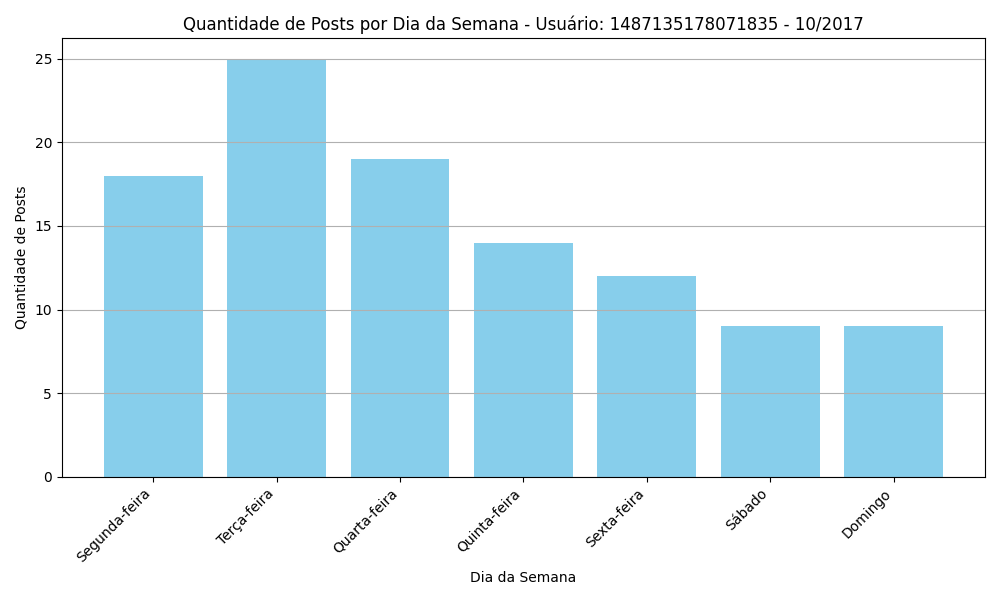 Quantidade de Posts por Dia da Semana - Usuário: 1487135178071835 - 10/2017
Quantidade de Posts
25
20
15
10
5
0
Segunda-feira
Terça-feira
Quarta-feira
Quinta-feira
Sexta-feira
Sábado
Domingo
Dia da Semana